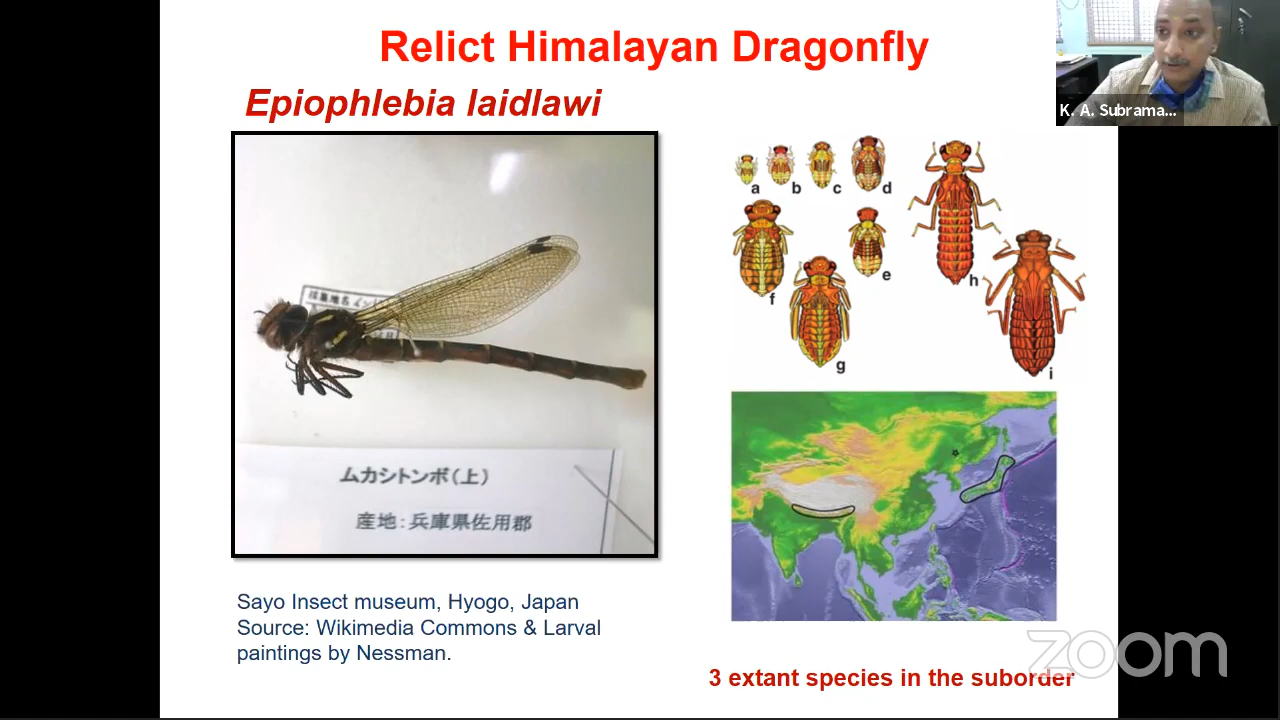 Relict Himalayan Dragonfly
Epiophlebia laidlawi
K. A. Subrama...
ムカシトンボ(上)
産地:兵庫県佐用郡
a
b
c
d
e
f
g
h
i
Sayo Insect museum, Hyogo, Japan
Source: Wikimedia Commons & Larval
paintings by Nessman.
3 extant species in the suborder
zoom